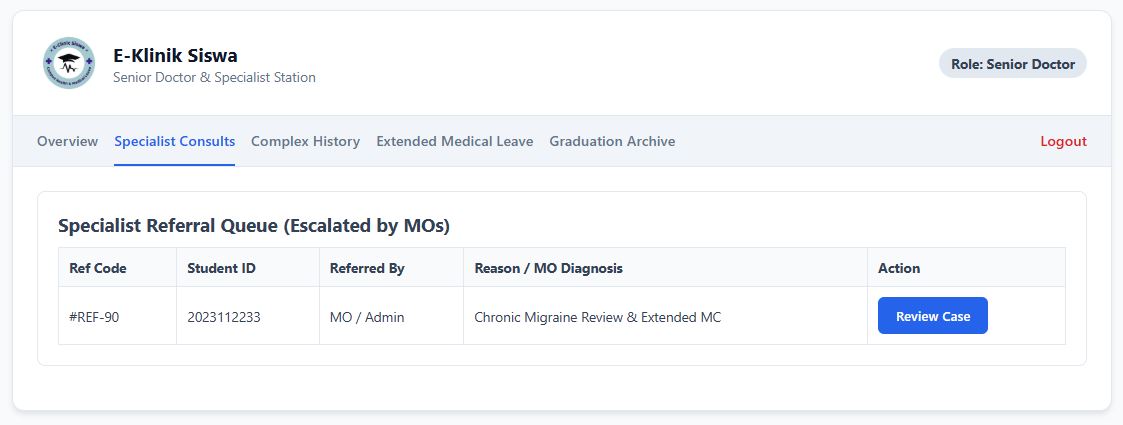 E-Klinik Siswa
E-Klinik Siswa
Senior Doctor & Specialist Station
Role: Senior Doctor
Overview Specialist Consults Complex History Extended Medical Leave Graduation Archive Logout
Specialist Referral Queue (Escalated by MOs)
Ref Code Student ID Referred By Reason / MO Diagnosis Action
#REF-90 2023112233 MO / Admin Chronic Migraine Review & Extended MC Review Case